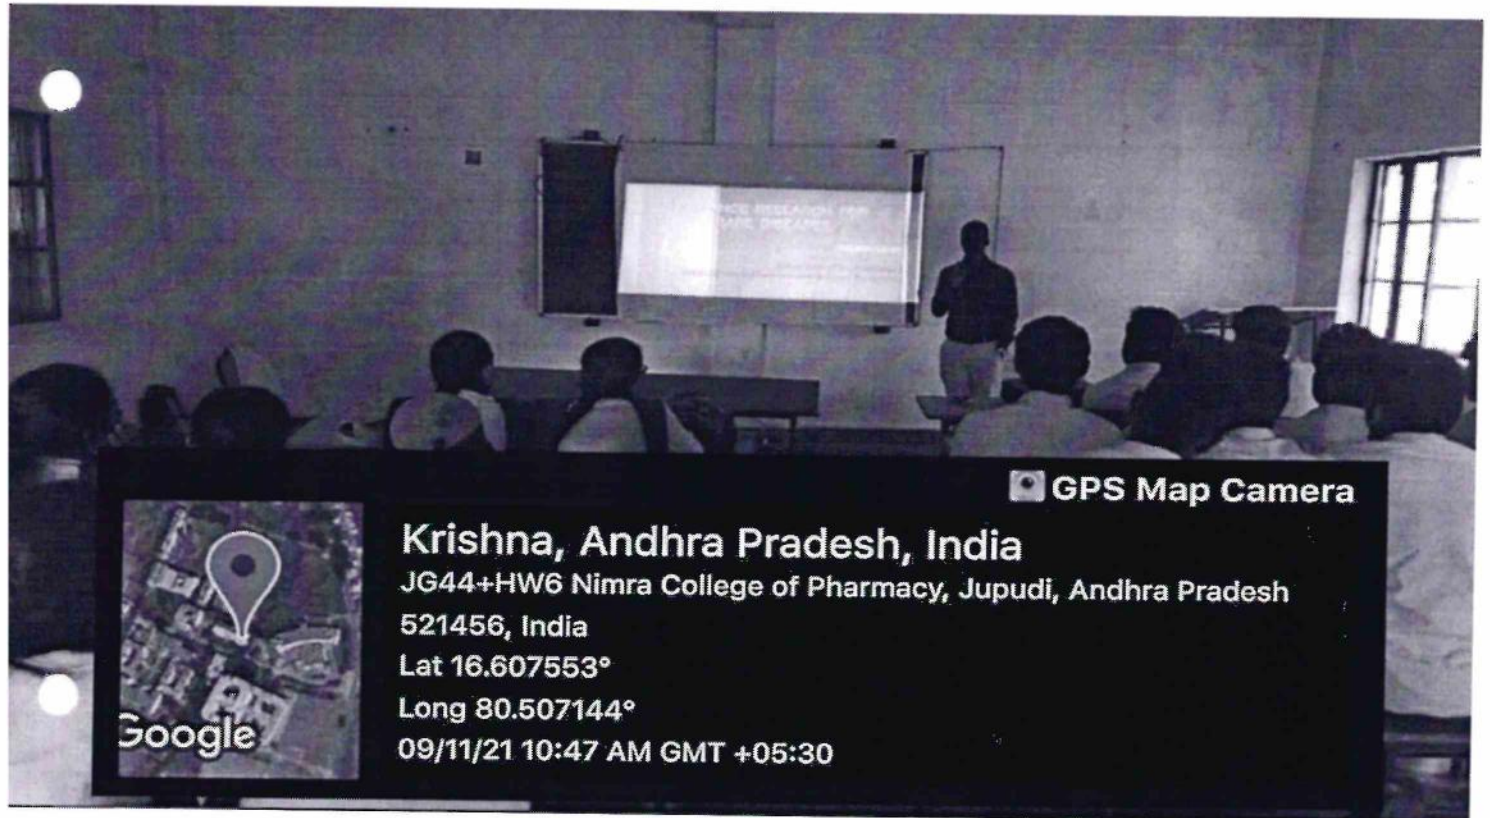 GPS Map Camera
Krishna, Andhra Pradesh, India
JG44+HW6 Nimra College of Pharmacy, Jupudi, Andhra Pradesh
521456, India
Lat 16.607553°
Long 80.507144°
09/11/21 10:47 AM GMT +05:30
Google